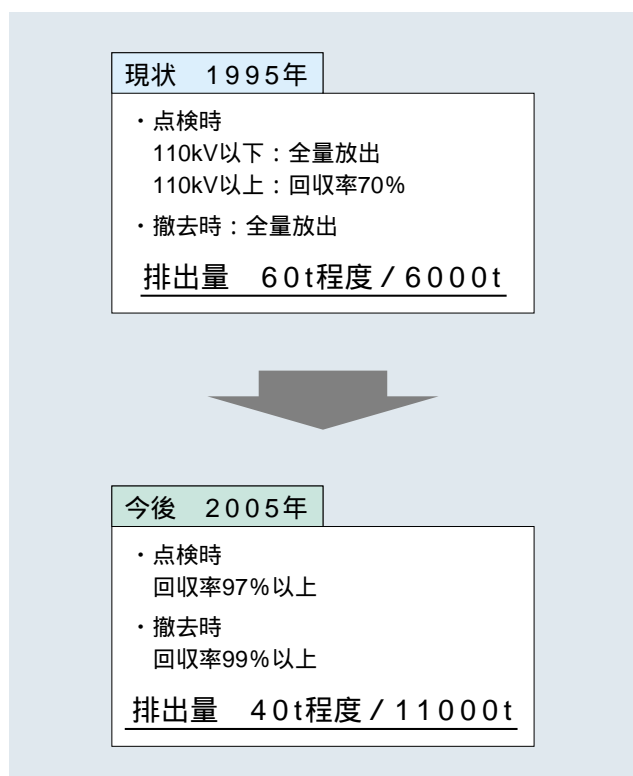 現状　1995年
・点検時
110kV以下：全量放出
110kV以上：回収率70％
・撤去時：全量放出
排出量　60t程度／6000t
今後　2005年
・点検時
回収率97％以上
・撤去時
回収率99％以上
排出量　40t程度／11000t